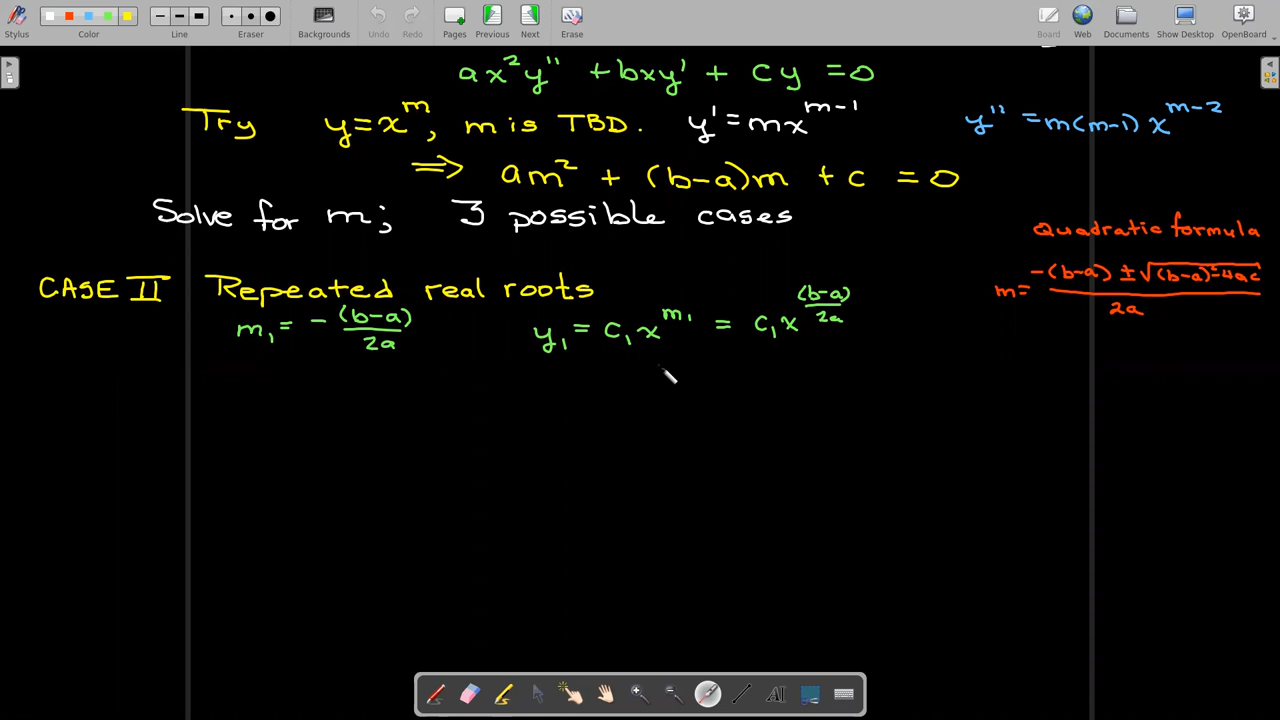 Stylus Color Line Eraser Backgrounds Undo Redo Pages Previous Next Erase Board Web Documents Show Desktop OpenBoard
ax²y'' + bxy' + cy = 0
Try y = x^m, m is TBD. y' = mx^(m-1) y'' = m(m-1) x^(m-2)
⇒ am² + (b-a)m + c = 0
Solve for m; 3 possible cases
Quadratic formula
m = (-(b-a) ± √((b-a)²-4ac))/(2a)
CASE II Repeated real roots
m₁ = - (b-a)/(2a) y₁ = c₁x^(m₁) = c₁x^((b-a)/(2a))
AI